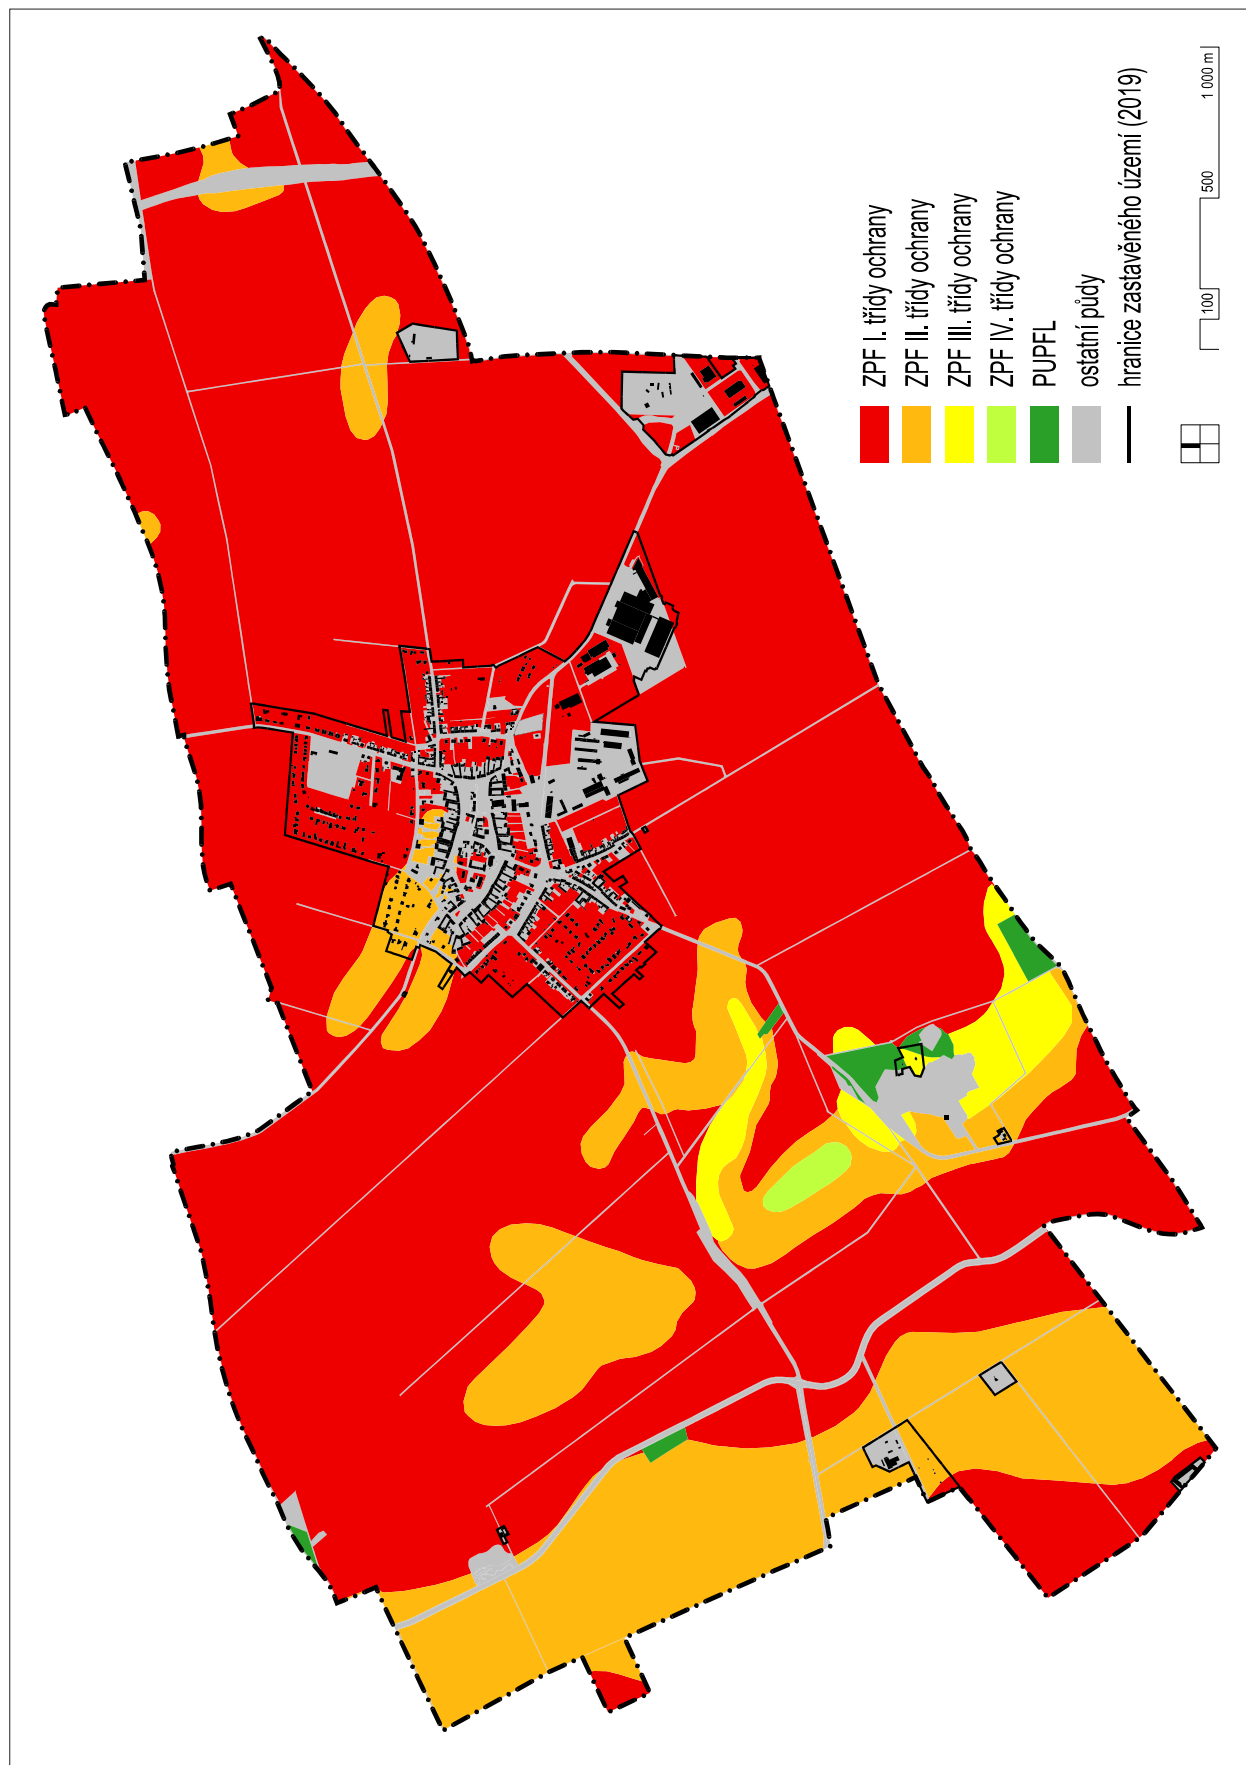 ZPF I. třídy ochrany
ZPF II. třídy ochrany
ZPF III. třídy ochrany
ZPF IV. třídy ochrany
PUPFL
ostatní půdy
hranice zastavěného území (2019)
100
500
1 000 m